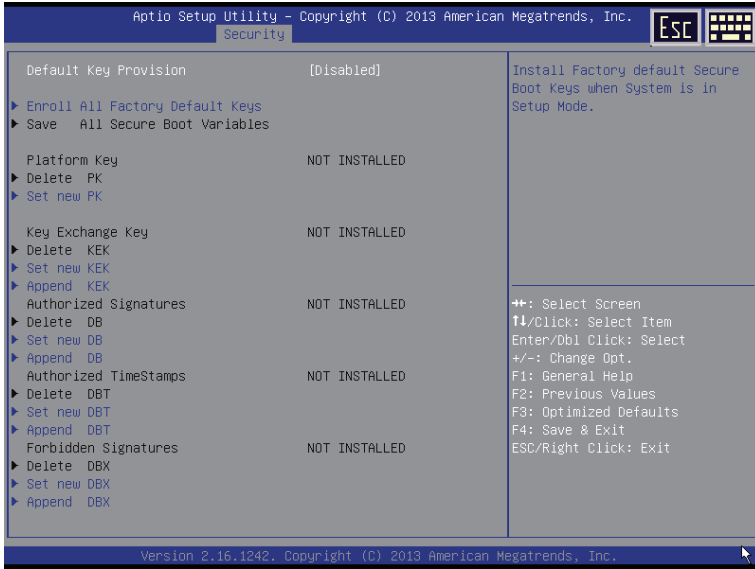 Aptio Setup Utility – Copyright (C) 2013 American Megatrends, Inc.
Security
Esc
Default Key Provision [Disabled]
Enroll All Factory Default Keys
Save All Secure Boot Variables
Platform Key NOT INSTALLED
Delete PK
Set new PK
Key Exchange Key NOT INSTALLED
Delete KEK
Set new KEK
Append KEK
Authorized Signatures NOT INSTALLED
Delete DB
Set new DB
Append DB
Authorized TimeStamps NOT INSTALLED
Delete DBT
Set new DBT
Append DBT
Forbidden Signatures NOT INSTALLED
Delete DBX
Set new DBX
Append DBX
Install Factory default Secure
Boot Keys when System is in
Setup Mode.
→←: Select Screen
↑↓/Click: Select Item
Enter/Dbl Click: Select
+/-: Change Opt.
F1: General Help
F2: Previous Values
F3: Optimized Defaults
F4: Save & Exit
ESC/Right Click: Exit
Version 2.16.1242. Copyright (C) 2013 American Megatrends, Inc.